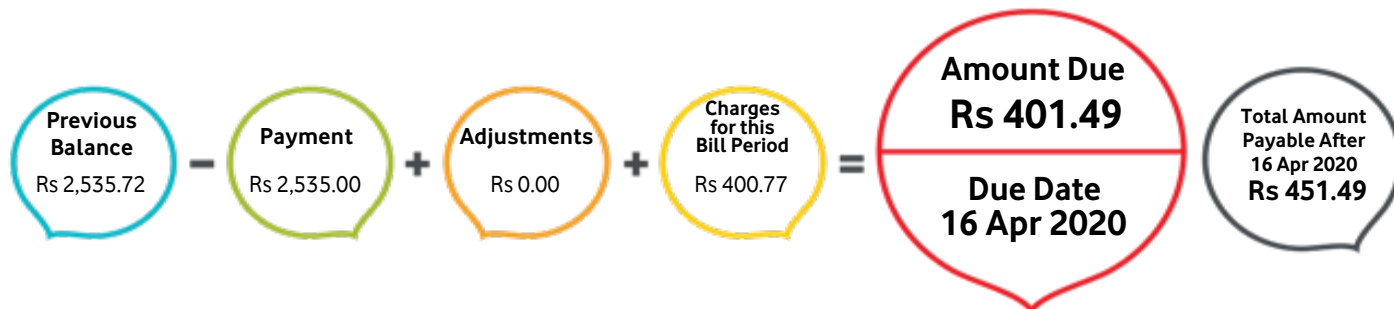 Previous
Balance
Rs 2,535.72
-
Payment
Rs 2,535.00
+
Adjustments
Rs 0.00
+
Charges
for this
Bill Period
Rs 400.77
=
Amount Due
Rs 401.49
Due Date
16 Apr 2020
Total Amount
Payable After
16 Apr 2020
Rs 451.49